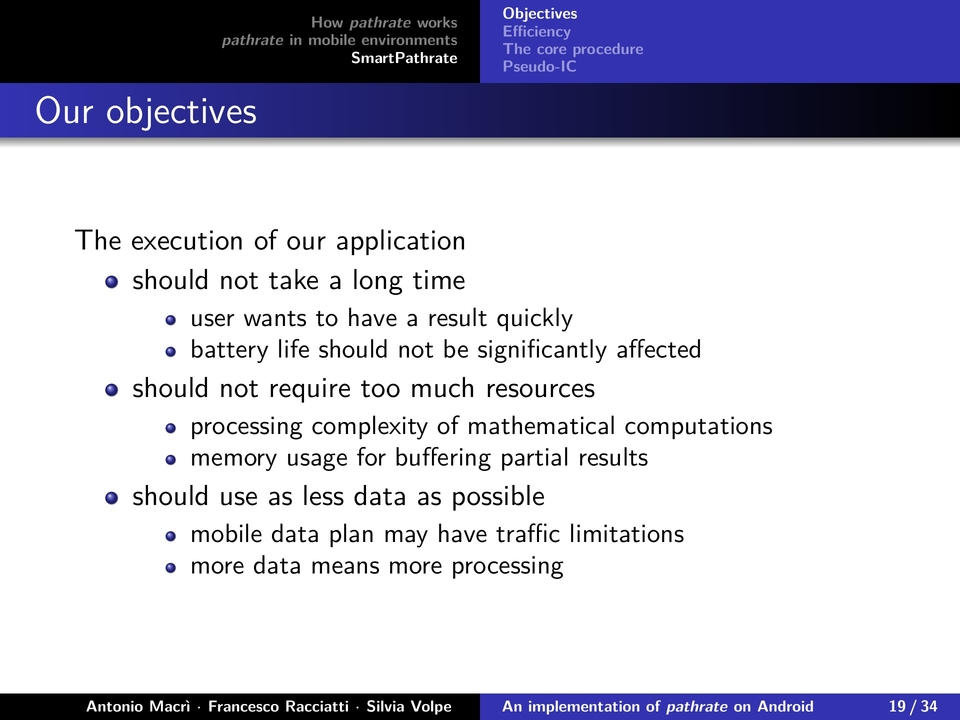 How pathrate works
pathrate in mobile environments
SmartPathrate
Objectives
Efficiency
The core procedure
Pseudo-IC
Our objectives
The execution of our application
should not take a long time
user wants to have a result quickly
battery life should not be significantly affected
should not require too much resources
processing complexity of mathematical computations
memory usage for buffering partial results
should use as less data as possible
mobile data plan may have traffic limitations
more data means more processing
Antonio Macrì · Francesco Racciatti · Silvia Volpe
An implementation of pathrate on Android
19 / 34